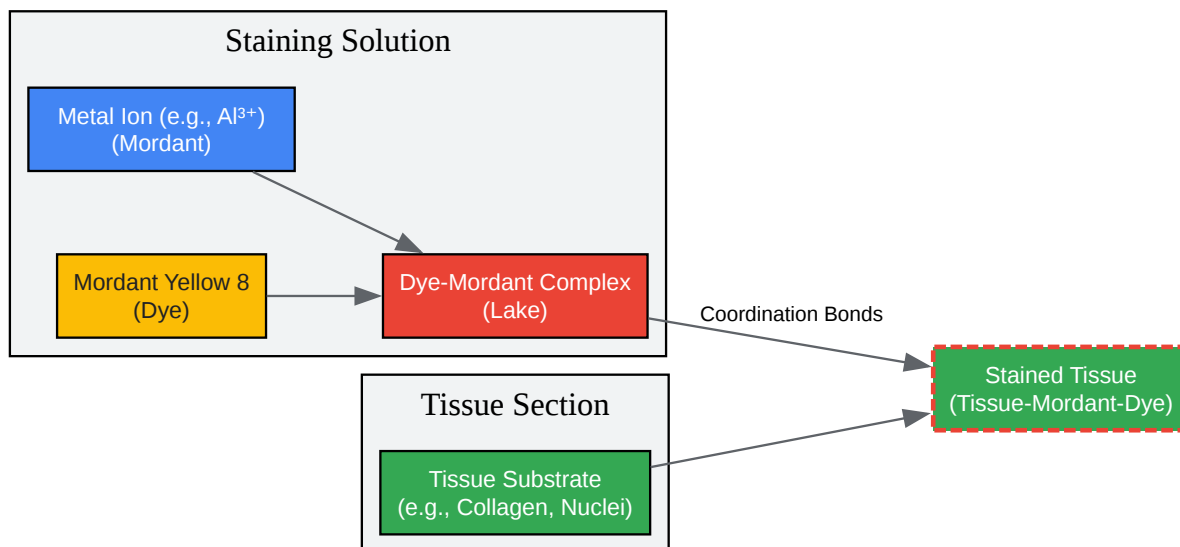 Staining Solution
Metal Ion (e.g., Al³⁺)
(Mordant)
Mordant Yellow 8
(Dye)
Dye-Mordant Complex
(Lake)
Coordination Bonds
Stained Tissue
(Tissue-Mordant-Dye)
Tissue Section
Tissue Substrate
(e.g., Collagen, Nuclei)